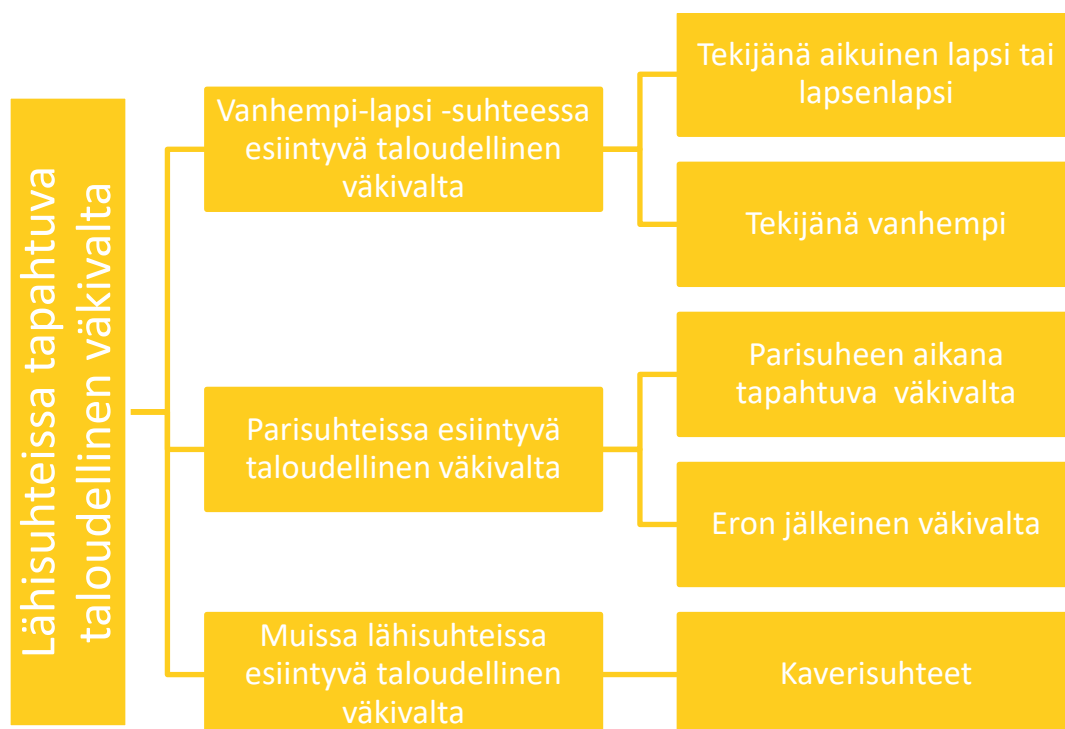 Lähisuhteissa tapahtuva
taloudellinen väkivalta
Vanhempi-lapsi -suhteessa
esiintyvä taloudellinen
väkivalta
Tekijänä aikuinen lapsi tai
lapsenlapsi
Tekijänä vanhempi
Parisuhteissa esiintyvä
taloudellinen väkivalta
Parisuheen aikana
tapahtuva  väkivalta
Eron jälkeinen väkivalta
Muissa lähisuhteissa
esiintyvä taloudellinen
väkivalta
Kaverisuhteet